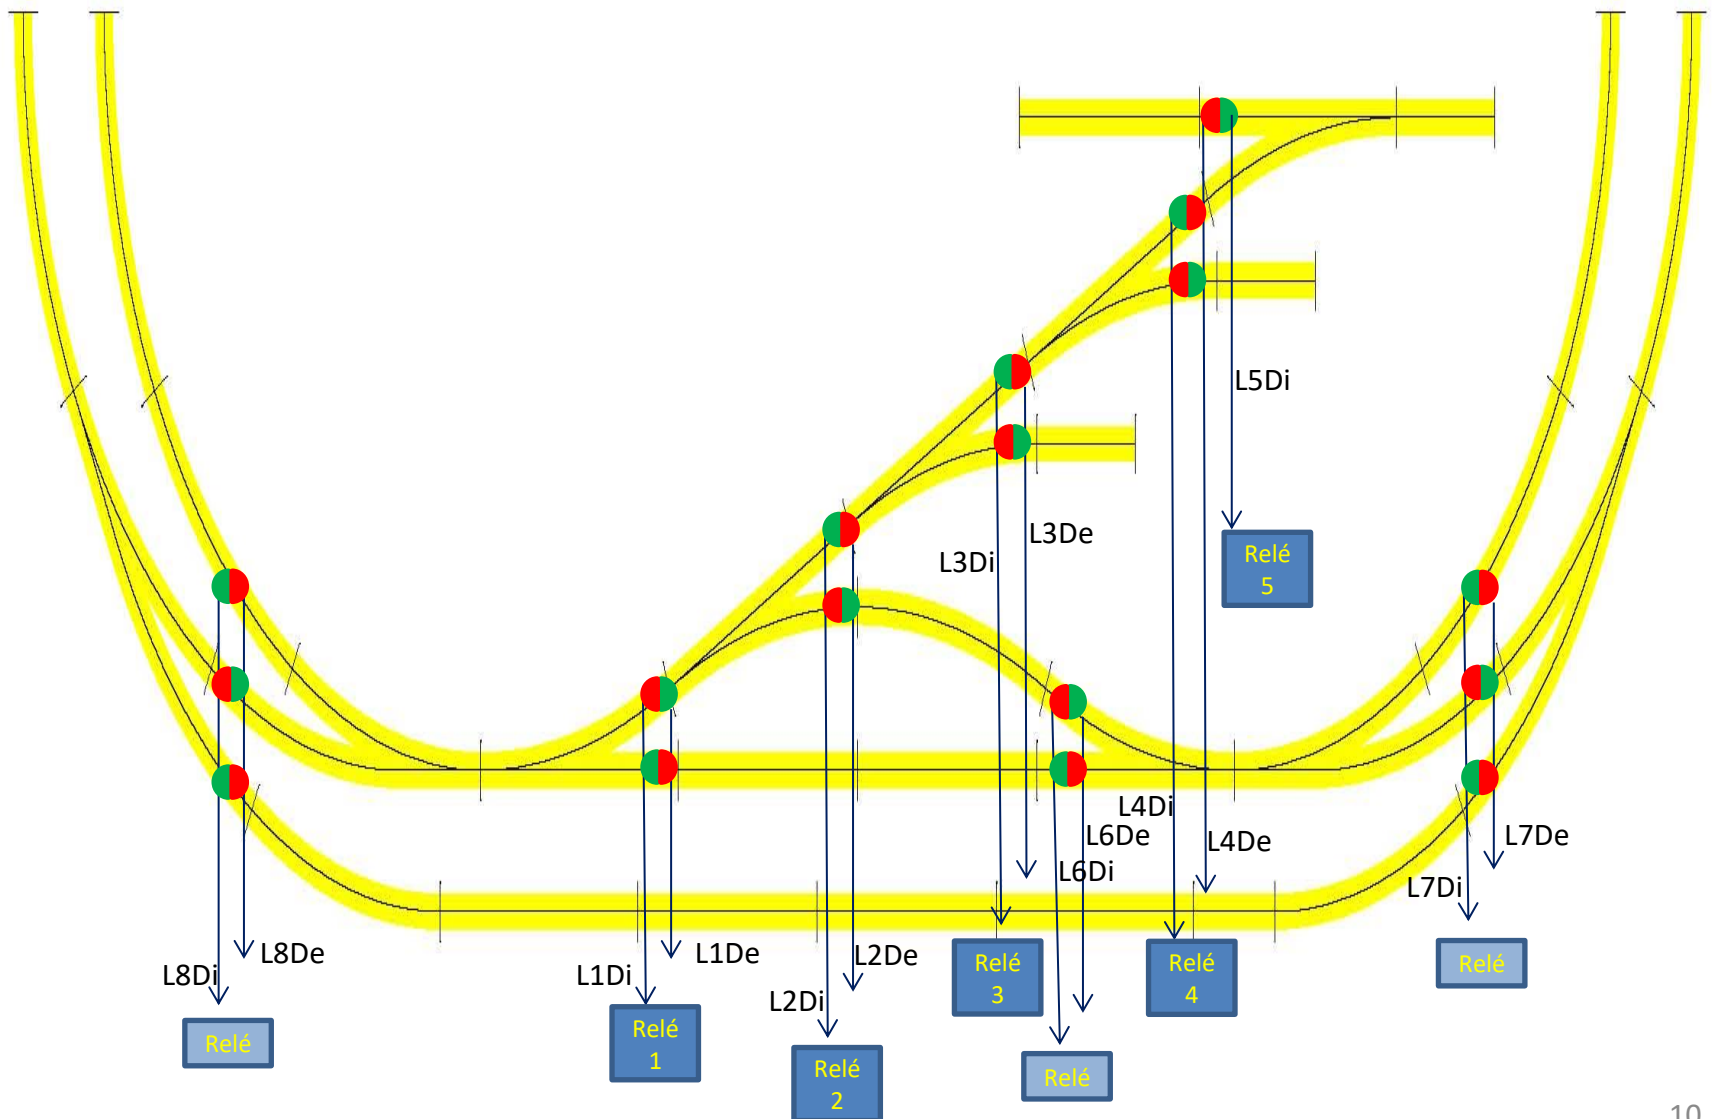 L5Di
L3De
L3Di
Relé
5
L4Di
L6De
L4De
L7De
L6Di
L7Di
L8De
L1De
L2De
L8Di
L1Di
L2Di
Relé
3
Relé
4
Relé
Relé
Relé
1
Relé
2
Relé
10